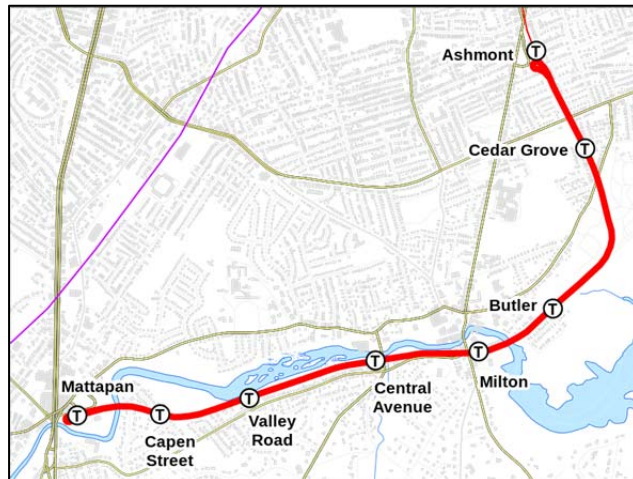 T
Ashmont
Cedar Grove
T
Butler
T
T
Milton
T
Central
Avenue
T
Valley
Road
T
Capen
Street
Mattapan
T